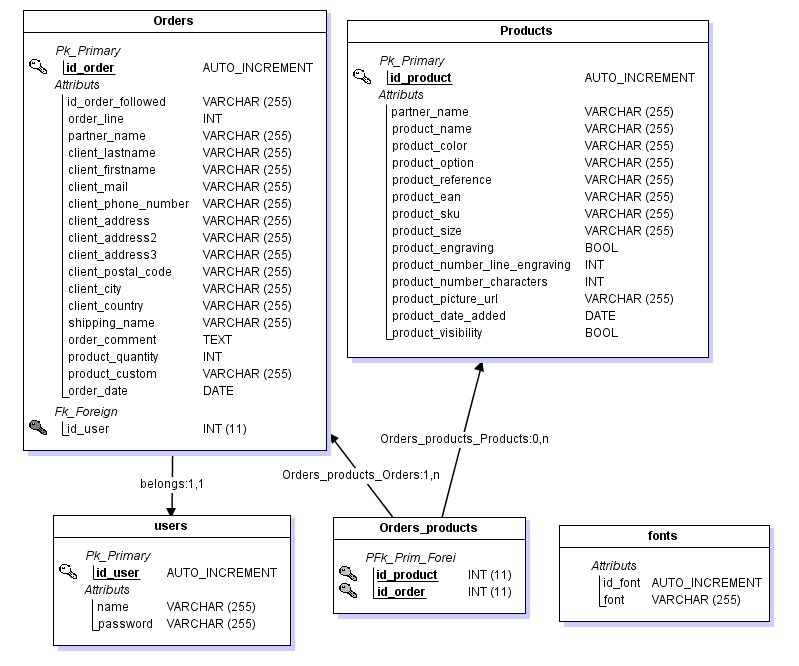 Orders
Pk_Primary
id_order AUTO_INCREMENT
Attributs
id_order_followed VARCHAR (255)
order_line INT
partner_name VARCHAR (255)
client_lastname VARCHAR (255)
client_firstname VARCHAR (255)
client_mail VARCHAR (255)
client_phone_number VARCHAR (255)
client_address VARCHAR (255)
client_address2 VARCHAR (255)
client_address3 VARCHAR (255)
client_postal_code VARCHAR (255)
client_city VARCHAR (255)
client_country VARCHAR (255)
shipping_name VARCHAR (255)
order_comment TEXT
product_quantity INT
product_custom VARCHAR (255)
order_date DATE
Fk_Foreign
id_user INT (11)
Products
Pk_Primary
id_product AUTO_INCREMENT
Attributs
partner_name VARCHAR (255)
product_name VARCHAR (255)
product_color VARCHAR (255)
product_option VARCHAR (255)
product_reference VARCHAR (255)
product_ean VARCHAR (255)
product_sku VARCHAR (255)
product_size VARCHAR (255)
product_engraving BOOL
product_number_line_engraving INT
product_number_characters INT
product_picture_url VARCHAR (255)
product_date_added DATE
product_visibility BOOL
Orders_products_Products:0,n
Orders_products_Orders:1,n
belongs:1,1
users
Pk_Primary
id_user AUTO_INCREMENT
Attributs
name VARCHAR (255)
password VARCHAR (255)
Orders_products
PFk_Prim_Forei
id_product INT (11)
id_order INT (11)
fonts
Attributs
id_font AUTO_INCREMENT
font VARCHAR (255)